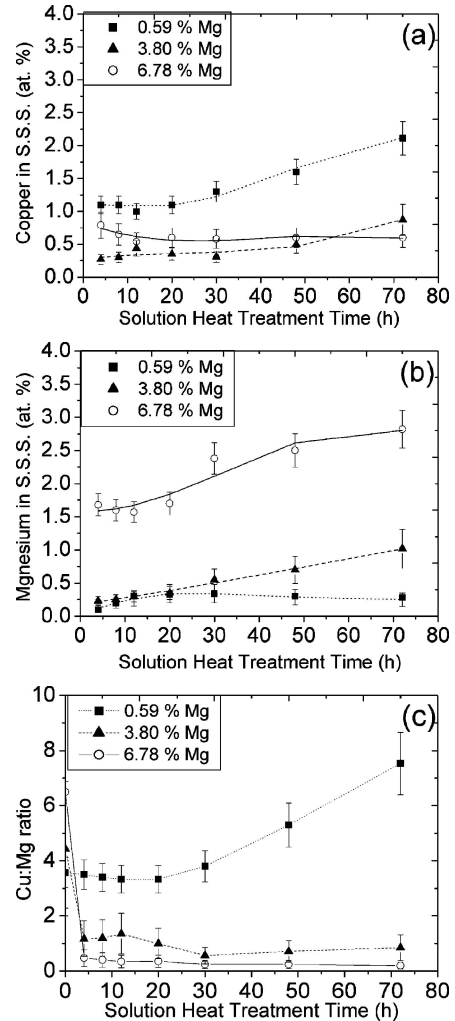 (a)
0.59 % Mg
3.80 % Mg
6.78 % Mg
Copper in S.S.S. (at. %)
4.0
3.5
3.0
2.5
2.0
1.5
1.0
0.5
0.0
0 10 20 30 40 50 60 70 80
Solution Heat Treatment Time (h)
(b)
0.59 % Mg
3.80 % Mg
6.78 % Mg
Mgnesium in S.S.S. (at. %)
4.0
3.5
3.0
2.5
2.0
1.5
1.0
0.5
0.0
0 10 20 30 40 50 60 70 80
Solution Heat Treatment Time (h)
(c)
0.59 % Mg
3.80 % Mg
6.78 % Mg
Cu:Mg ratio
10
8
6
4
2
0
0 10 20 30 40 50 60 70 80
Solution Heat Treatment Time (h)